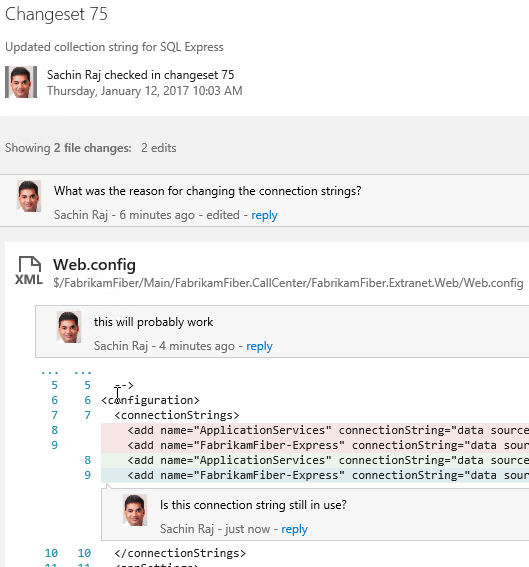 Changeset 75
Updated collection string for SQL Express
Sachin Raj checked in changeset 75
Thursday, January 12, 2017 10:03 AM
Showing 2 file changes: 2 edits
What was the reason for changing the connection strings?
Sachin Raj - 6 minutes ago - edited - reply
XML
Web.config
$/FabrikamFiber/Main/FabrikamFiber.CallCenter/FabrikamFiber.Extranet.Web/Web.config
this will probably work
Sachin Raj - 4 minutes ago - reply
... ...
5 5 -->
6 6 <configuration>
7 7 <connectionStrings>
8 <add name="ApplicationServices" connectionString="data source
9 <add name="FabrikamFiber-Express" connectionString="data sour
8 <add name="ApplicationServices" connectionString="data source
9 <add name="FabrikamFiber-Express" connectionString="data sour
Is this connection string still in use?
Sachin Raj - just now - reply
10 10 </connectionStrings>
11 11 <appSettings>